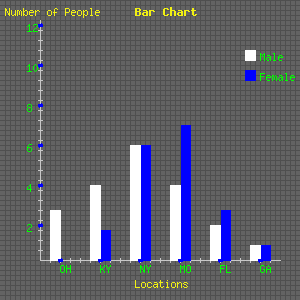 Number of People
Bar Chart
12
10
8
6
4
2
Male
Female
OH KY NY MO FL GA
Locations